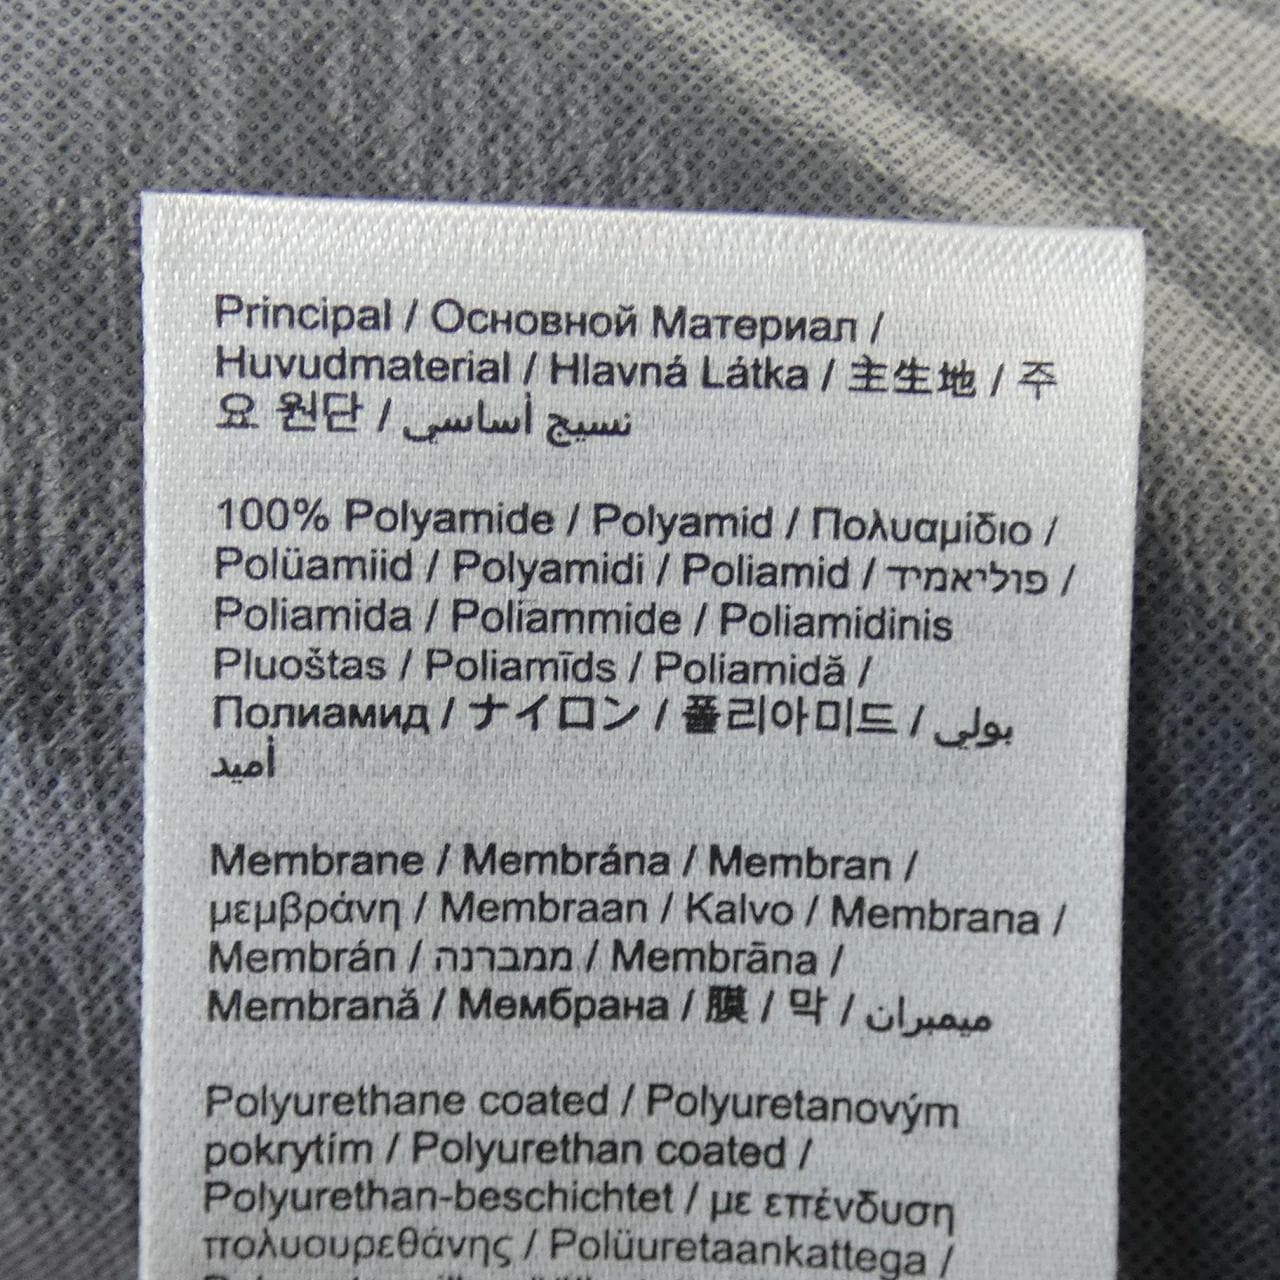 Principal / Основной Материал /
Huvudmaterial / Hlavná Látka / 主生地 / 주
요 원단 / نسيج أساسي
100% Polyamide / Polyamid / Πολυαμίδιο /
Polüamiid / Polyamidi / Poliamid / פוליאמיד /
Poliamida / Poliammide / Poliamidinis
Pluoštas / Poliamīds / Poliamidă /
Полиамид / ナイロン / 폴리아미드 / بولي
أميد
Membrane / Membrána / Membran /
μεμβράνη / Membraan / Kalvo / Membrana /
Membrán / ממברנה / Membrāna /
Membrană / Мембрана / 膜 / 막 / ميمبران
Polyurethane coated / Polyuretanovým
pokrytím / Polyurethan coated /
Polyurethan-beschichtet / με επένδυση
πολυουρεθάνης / Polüuretaankattega /